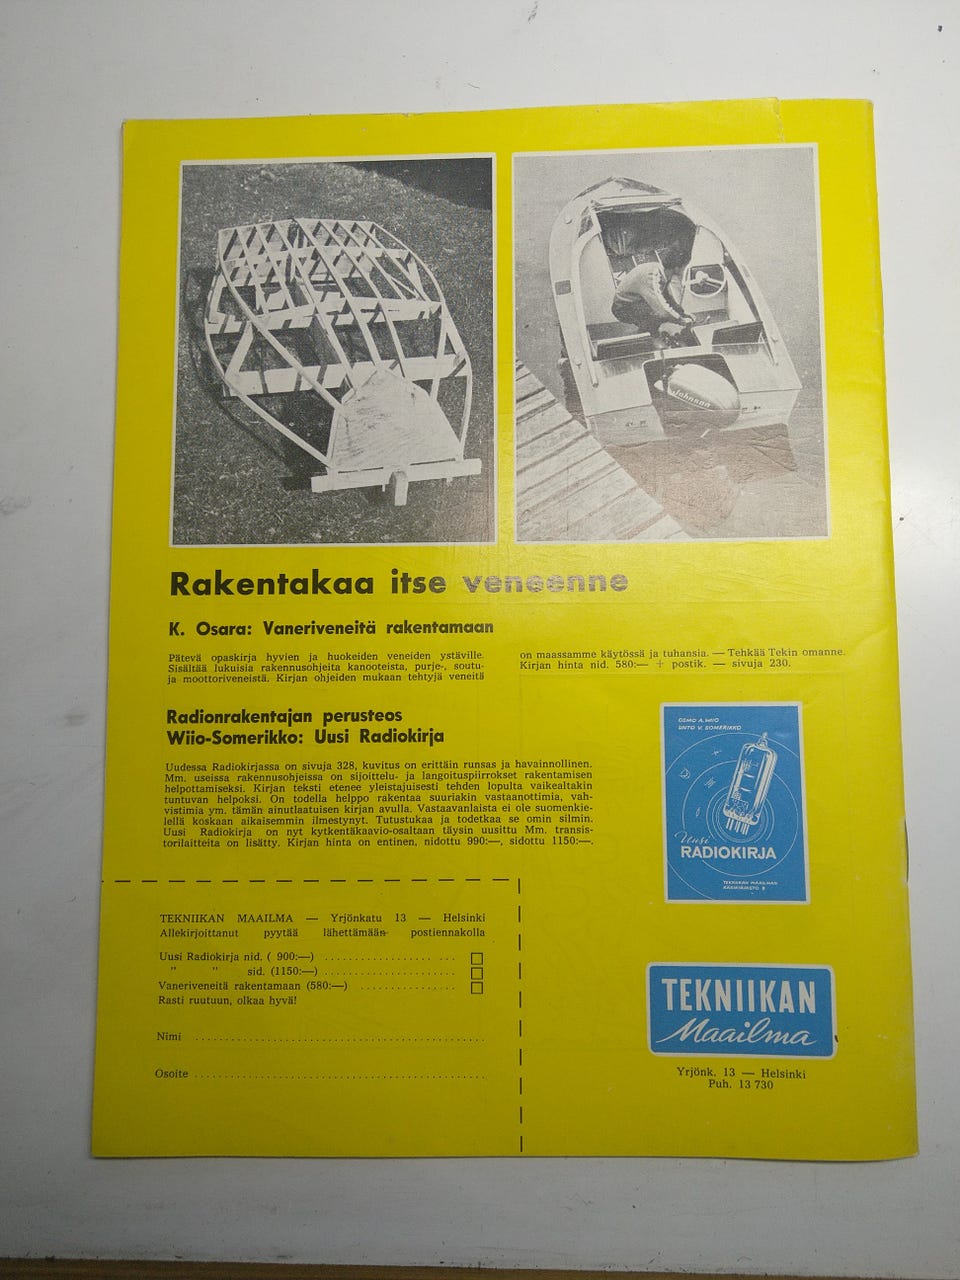 Johnson
Rakentakaa itse veneenne
K. Osara: Vaneriveneitä rakentamaan
Pätevä opaskirja hyvien ja huokeiden veneiden ystäville.
Sisältää lukuisia rakennusohjeita kanooteista, purje-, soutu-
ja moottoriveneistä. Kirjan ohjeiden mukaan tehtyjä veneitä
on maassamme käytössä ja tuhansia. — Tehkää Tekin omanne.
Kirjan hinta nid. 580:— + postik. — sivuja 230.
Radionrakentajan perusteos
Wiio-Somerikko: Uusi Radiokirja
Uudessa Radiokirjassa on sivuja 328, kuvitus on erittäin runsas ja havainnollinen.
Mm. useissa rakennusohjeissa on sijoittelu- ja langoituspiirrokset rakentamisen
helpottamiseksi. Kirjan teksti etenee yleistajuisesti tehden lopulta vaikealtakin
tuntuvan helpoksi. On todella helppo rakentaa suuriakin vastaanottimia, vah-
vistimia ym. tämän ainutlaatuisen kirjan avulla. Vastaavanlaista ei ole suomenkie-
lellä koskaan aikaisemmin ilmestynyt. Tutustukaa ja todetkaa se omin silmin.
Uusi Radiokirja on nyt kytkentäkaavio-osaltaan täysin uusittu Mm. transis-
torilaitteita on lisätty. Kirjan hinta on entinen, nidottu 990:—, sidottu 1150:—.
OSMO A. WIIO
UNTO V. SOMERIKKO
Uusi
RADIOKIRJA
TEKNIIKAN MAAILMAN
KÄSIKIRJASTO
TEKNIIKAN MAAILMA — Yrjönkatu 13 — Helsinki
Allekirjoittanut pyytää lähettämään postiennakolla
Uusi Radiokirja nid. ( 900:—)
" " sid. (1150:—)
Vaneriveneitä rakentamaan (580:—)
Rasti ruutuun, olkaa hyvä!
Nimi
Osoite
TEKNIIKAN
Maailma
Yrjönk. 13 — Helsinki
Puh. 13 730